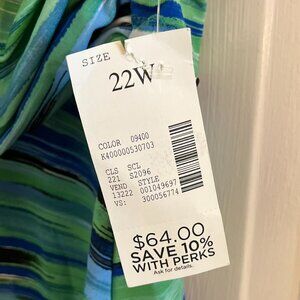 SIZE
22W
COLOR 09400
K400000530703
CLS SCL
221 S2096
VEND STYLE
13222 001049697
VS: 300056774
$64.00
SAVE 10%
WITH PERKS
Ask for details.